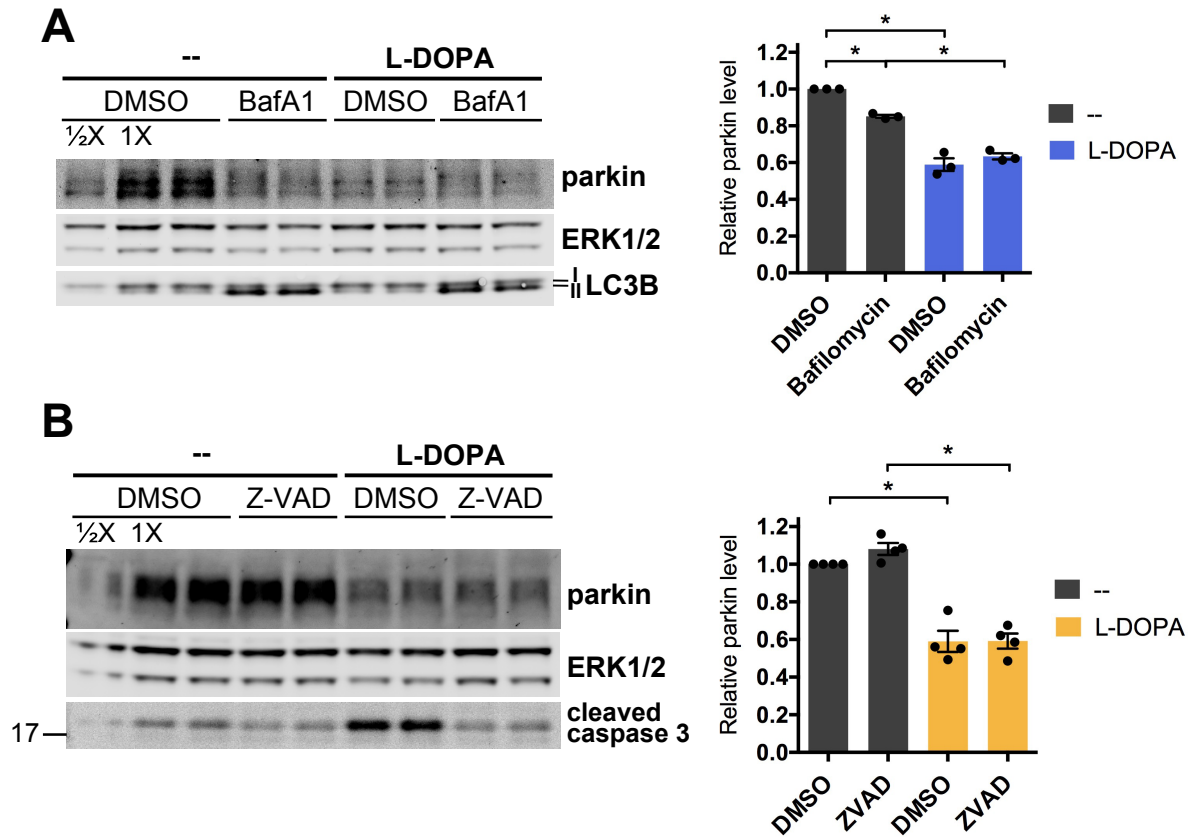 A
-- L-DOPA
DMSO BafA1 DMSO BafA1
½X 1X
parkin
ERK1/2
I
II
LC3B
Relative parkin level
1.2
1.0
0.8
0.6
0.4
0.2
0.0
* * *
DMSO
Bafilomycin
DMSO
Bafilomycin
--
L-DOPA
B
-- L-DOPA
DMSO Z-VAD DMSO Z-VAD
½X 1X
parkin
ERK1/2
cleaved
caspase 3
17
Relative parkin level
1.2
1.0
0.8
0.6
0.4
0.2
0.0
* *
DMSO
ZVAD
DMSO
ZVAD
--
L-DOPA